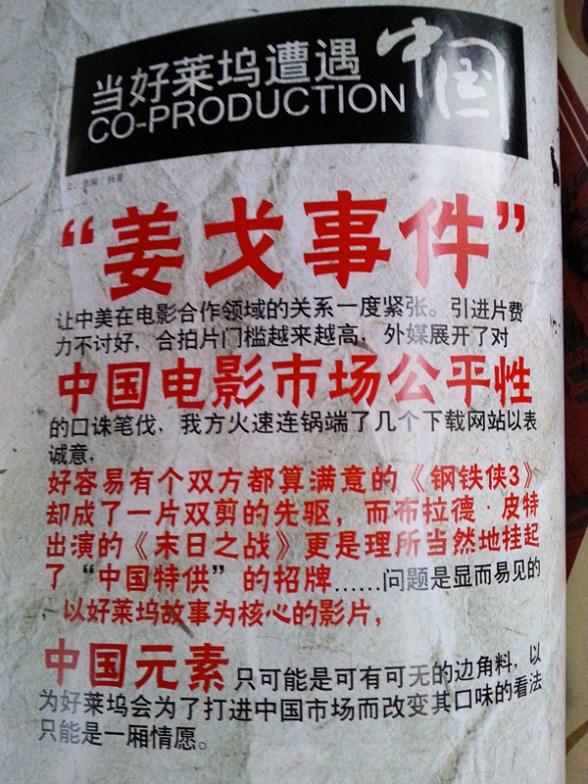 当好莱坞遭遇中国
CO-PRODUCTION
“姜戈事件”
让中美在电影合作领域的关系一度紧张。引进片费
力不讨好，合拍片门槛越来越高，外媒展开了对
中国电影市场公平性
的口诛笔伐，我方火速连锅端了几个下载网站以表
诚意，
好容易有个双方都算满意的《钢铁侠3》
却成了一片双剪的先驱，而布拉德·皮特
出演的《末日之战》更是理所当然地挂起
了“中国特供”的招牌……问题是显而易见的
，以好莱坞故事为核心的影片，
中国元素只可能是可有可无的边角料，以
为好莱坞会为了打进中国市场而改变其口味的看法
只能是一厢情愿。